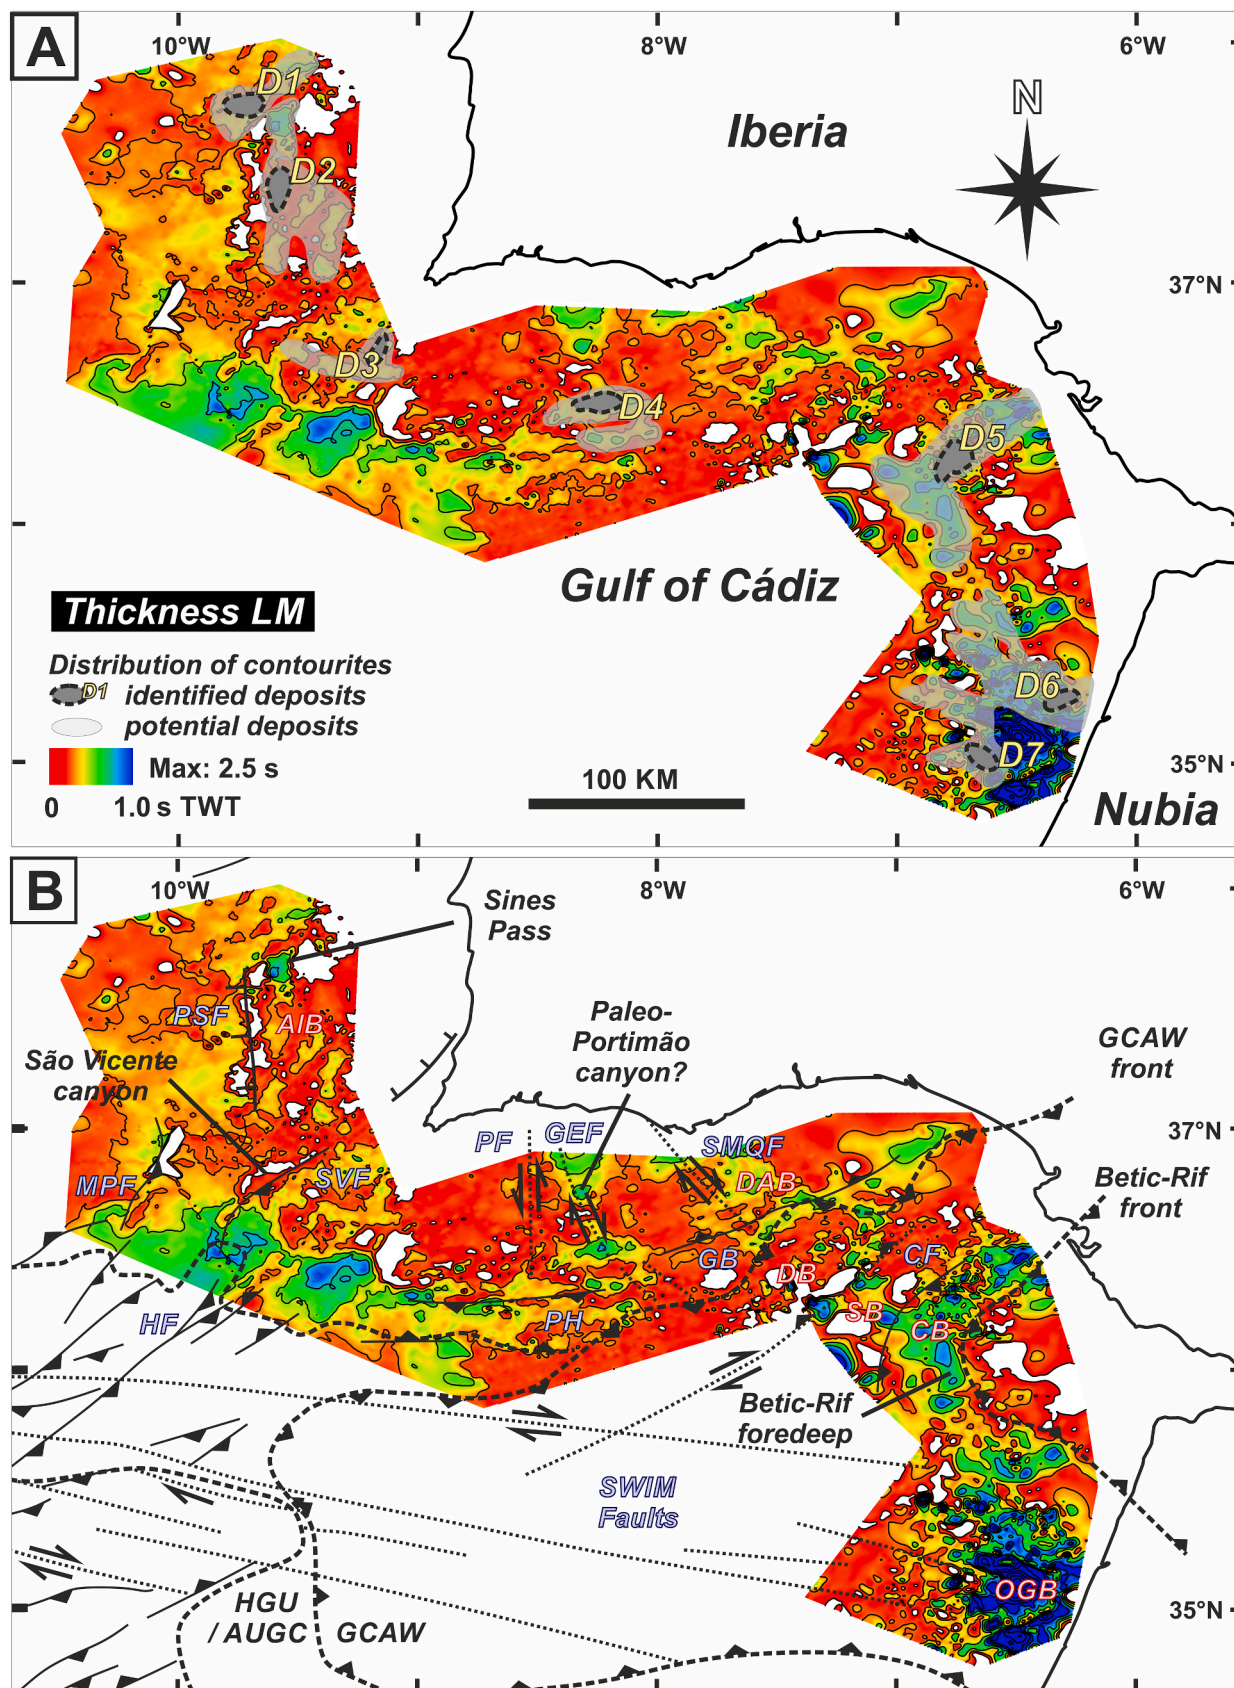 A
10°W
8°W
6°W
D1
N
Iberia
D2
37°N
D3
D4
D5
Gulf of Cádiz
Thickness LM
Distribution of contourites
D1 identified deposits
potential deposits
Max: 2.5 s
0
1.0 s TWT
100 KM
D6
D7
35°N
Nubia
B
10°W
8°W
6°W
Sines
Pass
PSF
AlB
Paleo-
Portimão
canyon?
GCAW
front
São Vicente
canyon
37°N
PF
GEF
SMQF
MPF
SVF
DAB
Betic-Rif
front
GB
CF
DB
HF
PH
SB
CB
Betic-Rif
foredeep
SWIM
Faults
OGB
HGU
/ AUGC
GCAW
35°N